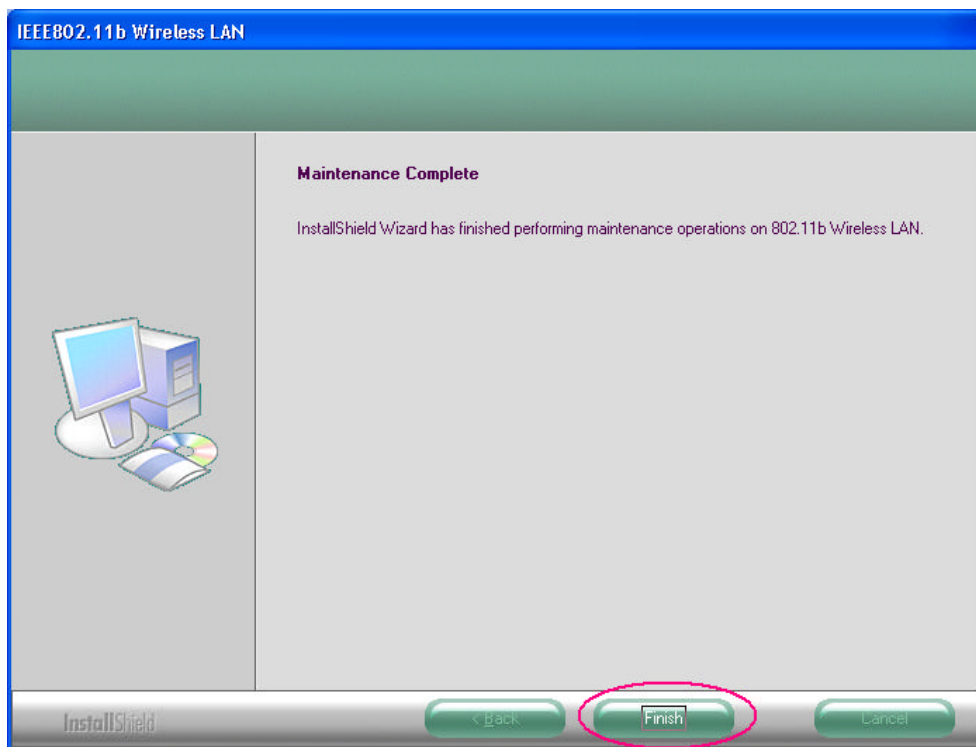 IEEE802.11b Wireless LAN
Maintenance Complete
InstallShield Wizard has finished performing maintenance operations on 802.11b Wireless LAN.
InstallShield
< Back
Finish
Cancel